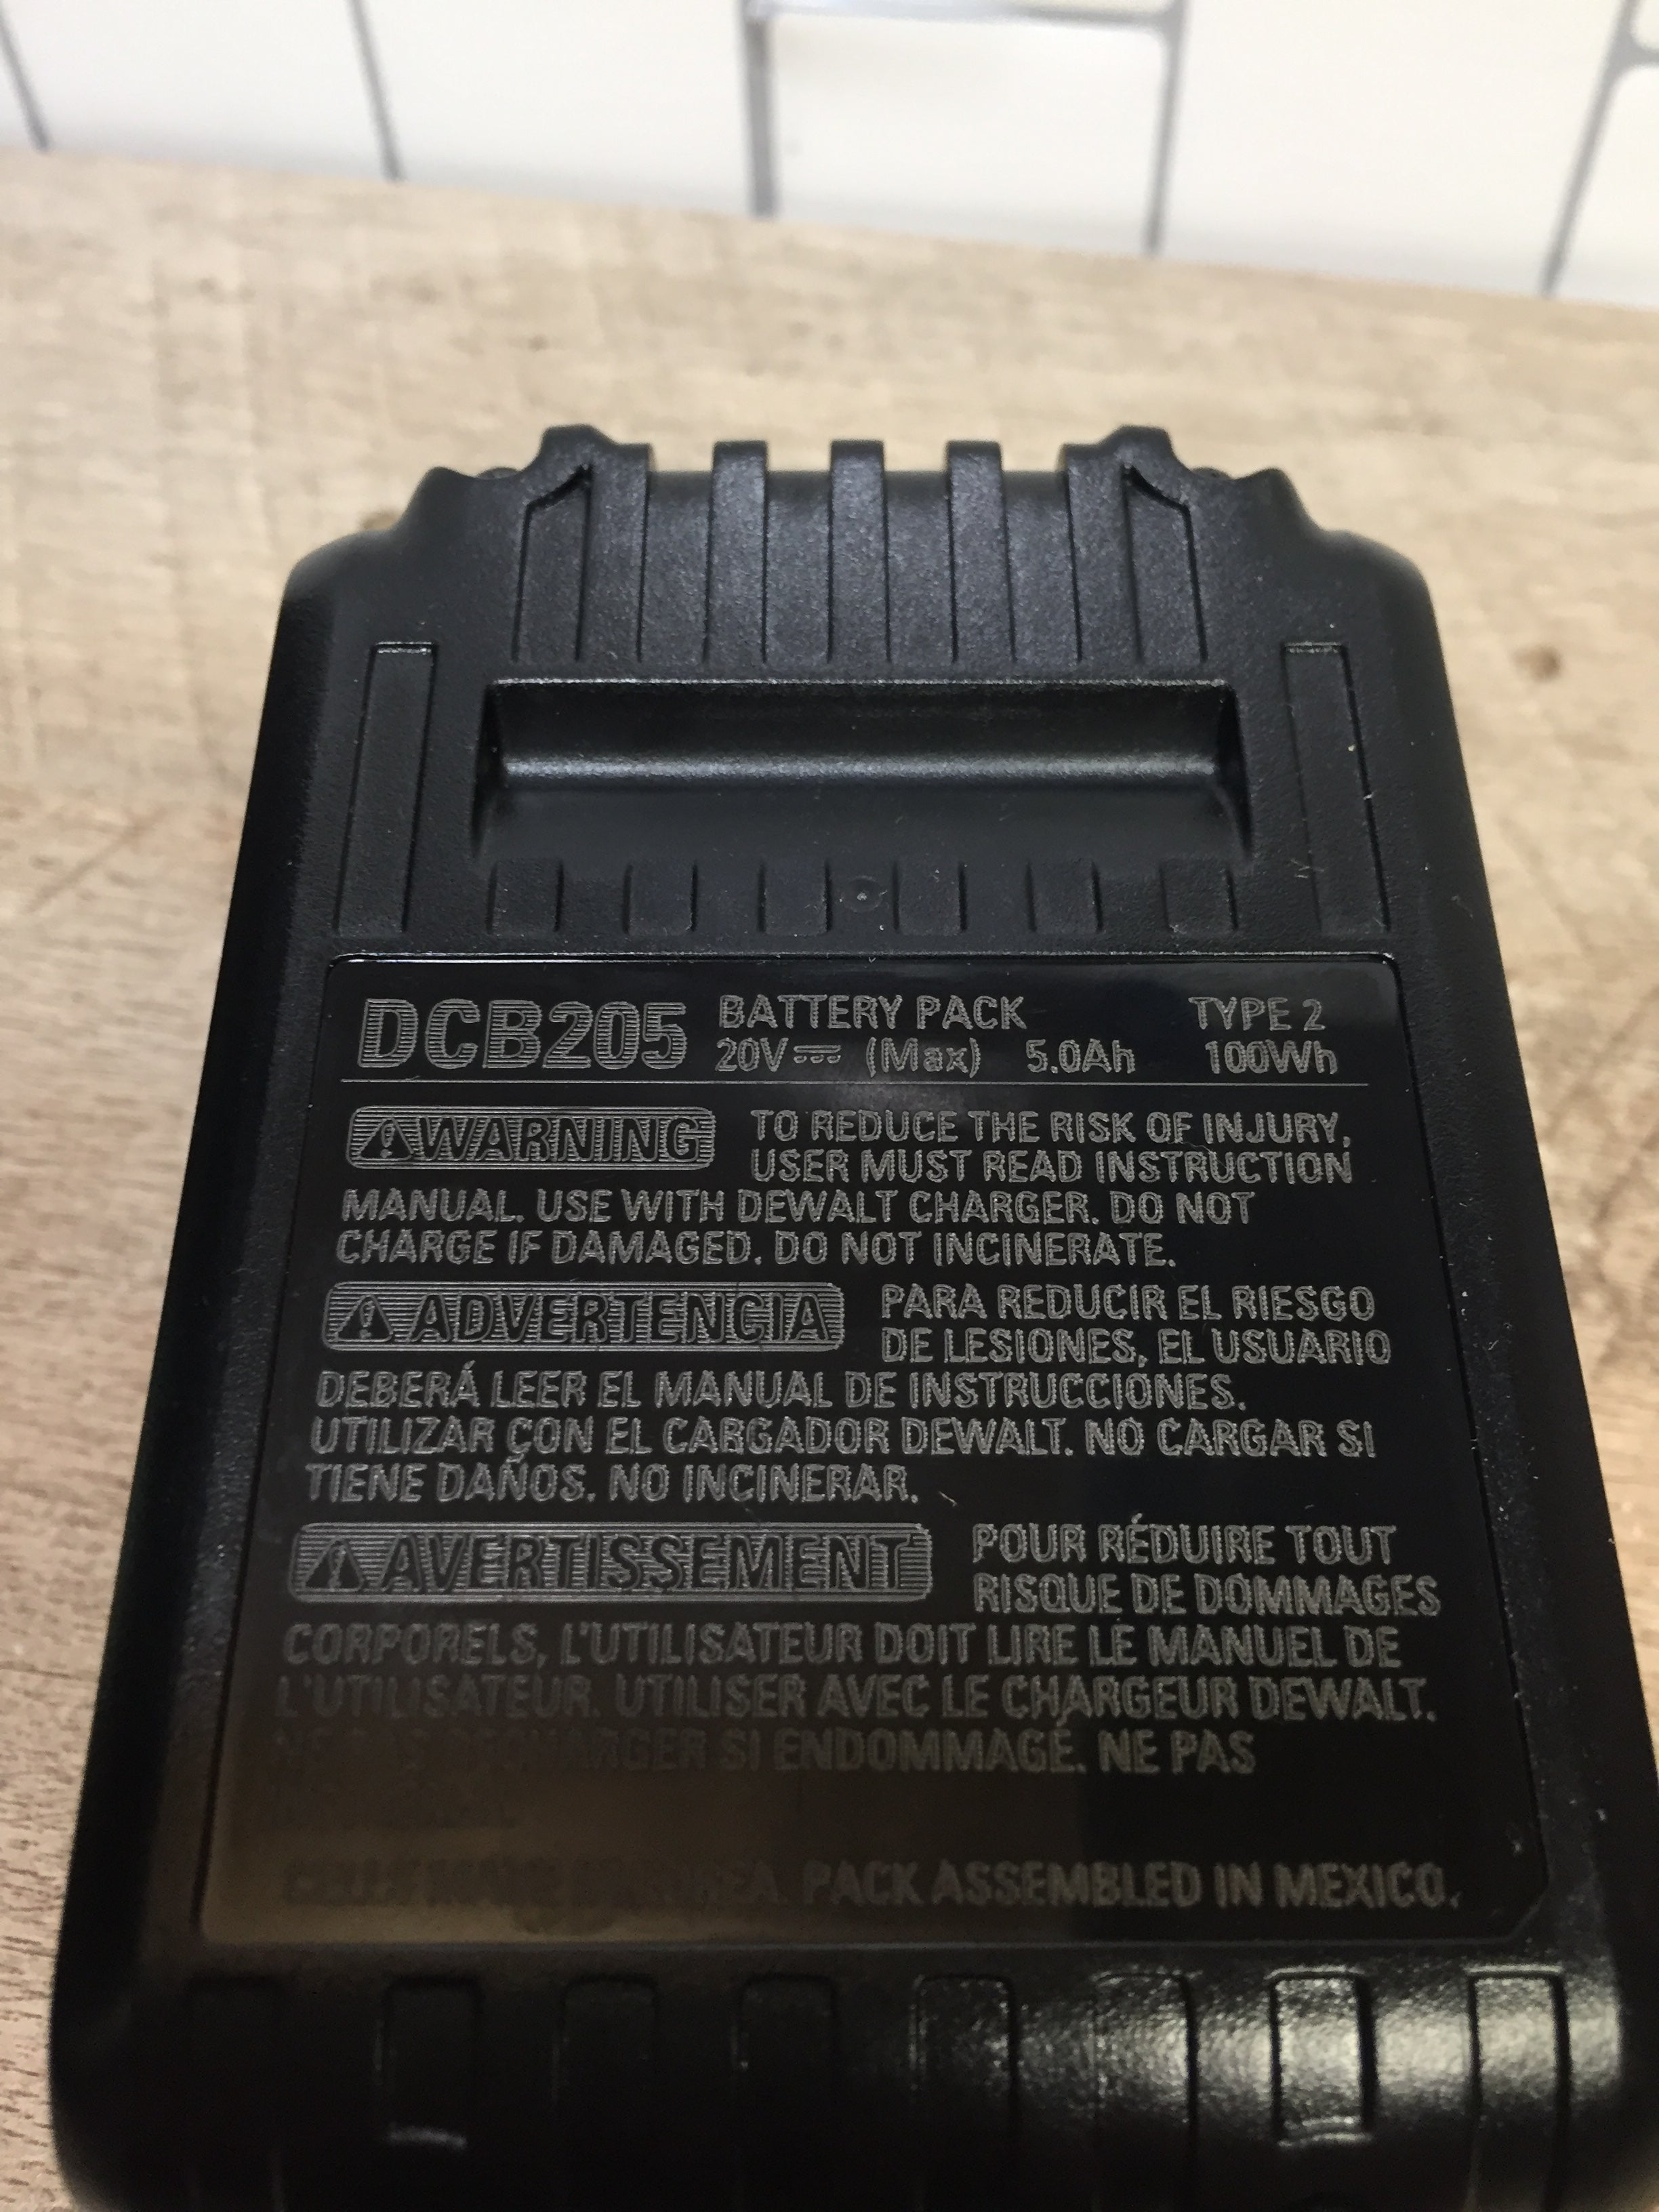 DCB205 BATTERY PACK TYPE 2
20V⎓ (Max) 5.0Ah 100Wh
⚠WARNING TO REDUCE THE RISK OF INJURY,
USER MUST READ INSTRUCTION
MANUAL. USE WITH DEWALT CHARGER. DO NOT
CHARGE IF DAMAGED. DO NOT INCINERATE.
⚠ADVERTENCIA PARA REDUCIR EL RIESGO
DE LESIONES, EL USUARIO
DEBERÁ LEER EL MANUAL DE INSTRUCCIONES.
UTILIZAR CON EL CARGADOR DEWALT. NO CARGAR SI
TIENE DAÑOS. NO INCINERAR.
⚠AVERTISSEMENT POUR RÉDUIRE TOUT
RISQUE DE DOMMAGES
CORPORELS, L'UTILISATEUR DOIT LIRE LE MANUEL DE
L'UTILISATEUR. UTILISER AVEC LE CHARGEUR DEWALT.
SI ENDOMMAGÉ. NE PAS
PACK ASSEMBLED IN MEXICO.